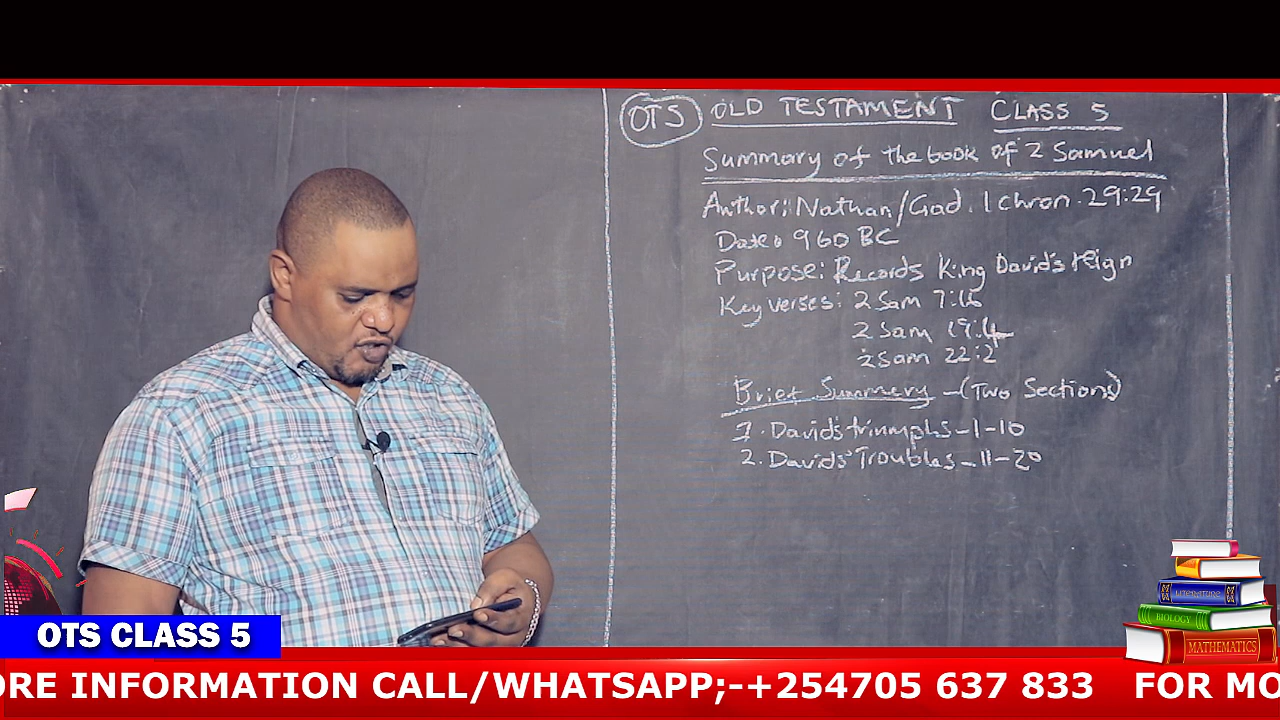 OTS OLD TESTAMENT CLASS 5
Summary of the book of 2 Samuel
Author: Nathan/Gad. 1 chron. 29:29
Date: 960 BC
Purpose: Records King David's reign
Key verses: 2 Sam 7:16
2 Sam 19:4
2 Sam 22:2
Brief Summary - (Two Sections)
1. David's triumphs - 1-10
2. Davids' Troubles - 11-20
LITERATURE
BIOLOGY
MATHEMATICS
OTS CLASS 5
ORE INFORMATION CALL/WHATSAPP;-+254705 637 833 FOR MO